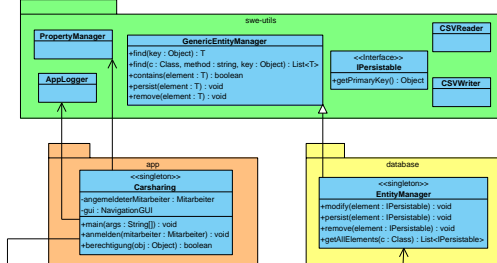 swe-utils
PropertyManager
AppLogger
GenericEntityManager
+find(key : Object) : T
+find(c : Class, method : string, key : Object) : List<T>
+contains(element : T) : boolean
+persist(element : T) : void
+remove(element : T) : void
<<Interface>>
IPersistable
+getPrimaryKey() : Object
CSVReader
CSVWriter
app
<<singleton>>
Carsharing
-angemeldeterMitarbeiter : Mitarbeiter
-gui : NavigationGUI
+main(args : String[]) : void
+anmelden(mitarbeiter : Mitarbeiter) : void
+berechtigung(obj : Object) : boolean
database
<<singleton>>
EntityManager
+modify(element : IPersistable) : void
+persist(element : IPersistable) : void
+remove(element : IPersistable) : void
+getAllElements(c : Class) : List<IPersistable>